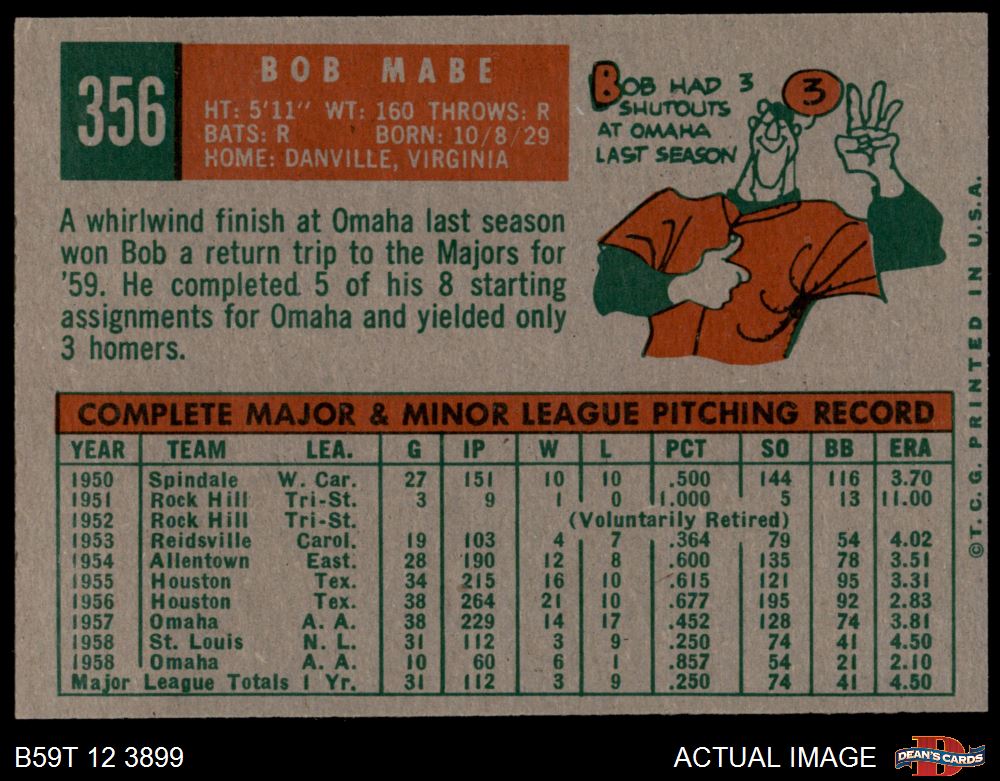 356
BOB MABE
HT: 5'11" WT: 160 THROWS: R
BATS: R BORN: 10/8/29
HOME: DANVILLE, VIRGINIA
BOB HAD 3
SHUTOUTS
AT OMAHA
LAST SEASON
3
A whirlwind finish at Omaha last season
won Bob a return trip to the Majors for
'59. He completed 5 of his 8 starting
assignments for Omaha and yielded only
3 homers.
©T.C.G. PRINTED IN U.S.A.
COMPLETE MAJOR & MINOR LEAGUE PITCHING RECORD
YEAR TEAM LEA. G IP W L PCT SO BB ERA
1950 Spindale W. Car. 27 151 10 10 .500 144 116 3.70
1951 Rock Hill Tri-St. 3 9 1 0 1.000 5 13 11.00
1952 Rock Hill Tri-St. (Voluntarily Retired)
1953 Reidsville Carol. 19 103 4 7 .364 79 54 4.02
1954 Allentown East. 28 190 12 8 .600 135 78 3.51
1955 Houston Tex. 34 215 16 10 .615 121 95 3.31
1956 Houston Tex. 38 264 21 10 .677 195 92 2.83
1957 Omaha A. A. 38 229 14 17 .452 128 74 3.81
1958 St. Louis N. L. 31 112 3 9 .250 74 41 4.50
1958 Omaha A. A. 10 60 6 1 .857 54 21 2.10
Major League Totals 1 Yr. 31 112 3 9 .250 74 41 4.50
B59T 12 3899
ACTUAL IMAGE
D
DEAN'S CARDS